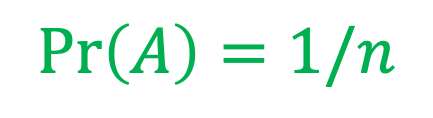 Pr(A) = 1/n